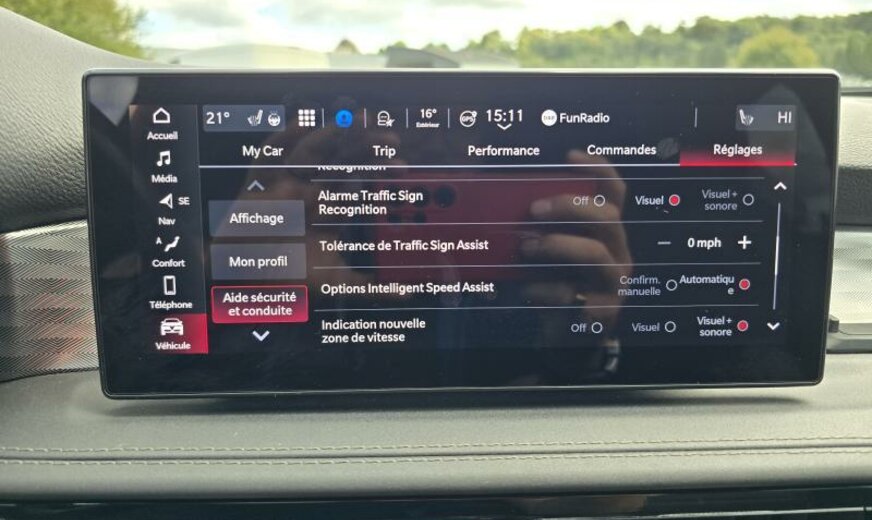 Accueil
21°
16°
Extérieur
GPS
15:11
FunRadio
HI
Média
My Car
Trip
Performance
Commandes
Réglages
Recognition
SE
Nav
A
Confort
Téléphone
Véhicule
Affichage
Mon profil
Aide sécurité
et conduite
Alarme Traffic Sign
Recognition
Off
Visuel
Visuel +
sonore
Tolérance de Traffic Sign Assist
— 0 mph +
Options Intelligent Speed Assist
Confirm.
manuelle
Automatiqu
e
Indication nouvelle
zone de vitesse
Off
Visuel
Visuel +
sonore